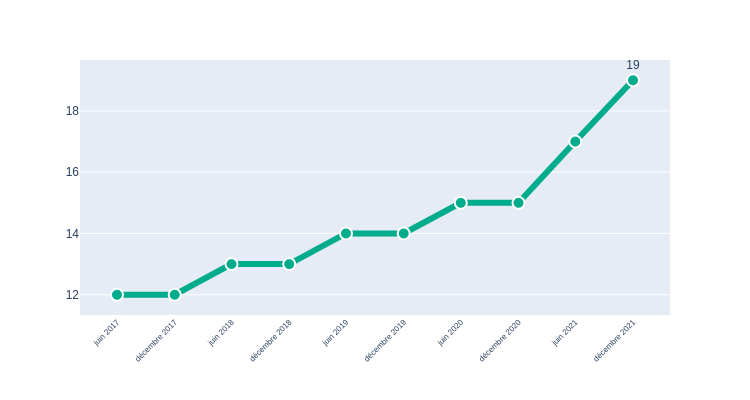 19
18
16
14
12
juin 2017
décembre 2017
juin 2018
décembre 2018
juin 2019
décembre 2019
juin 2020
décembre 2020
juin 2021
décembre 2021